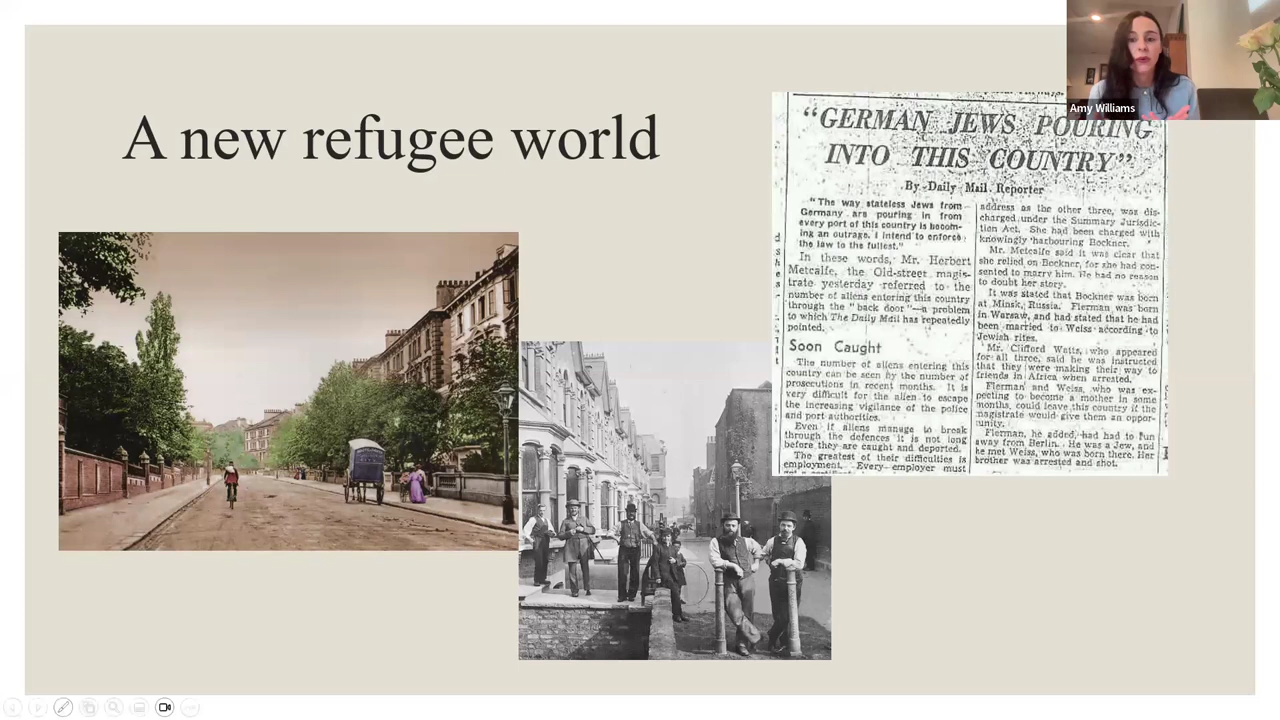 A new refugee world
Amy Williams
"GERMAN JEWS POURING
INTO THIS COUNTRY"
By Daily Mail Reporter
"The way stateless Jews from
Germany are pouring in from
every port of this country is becom-
ing an outrage. I intend to enforce
the law to the fullest."
In these words, Mr. Herbert
Metcalfe, the Old-street magis-
trate yesterday referred to the
number of aliens entering this country
through the "back door"—a problem
to which The Daily Mail has repeatedly
pointed.
Soon Caught
The number of aliens entering this
country can be seen by the number of
prosecutions in recent months. It is
very difficult for the alien to escape
the increasing vigilance of the police
and port authorities.
Even if aliens manage to break
through the defences it is not long
before they are caught and deported.
The greatest of their difficulties is
employment. Every employer must
address as the other three, was dis-
charged under the Summary Jurisdic-
tion Act. She had been charged with
knowingly harbouring Bockner.
Mr. Metcalfe said it was clear that
she relied on Bockner, for she had con-
sented to marry him. He had no reason
to doubt her story.
It was stated that Bockner was born
at Minsk, Russia. Flerman was born
in Warsaw, and had stated that he had
been married to Weiss according to
Jewish rites.
Mr. Clifford Watts, who appeared
for all three, said he was instructed
that they were making their way to
friends in Africa when arrested.
Flerman and Weiss, who was ex-
pecting to become a mother in some
months, could leave this country if the
magistrate would give them an oppor-
tunity.
Flerman, he added, had had to run
away from Berlin. He was a Jew, and
he met Weiss, who was born there. Her
brother was arrested and shot.